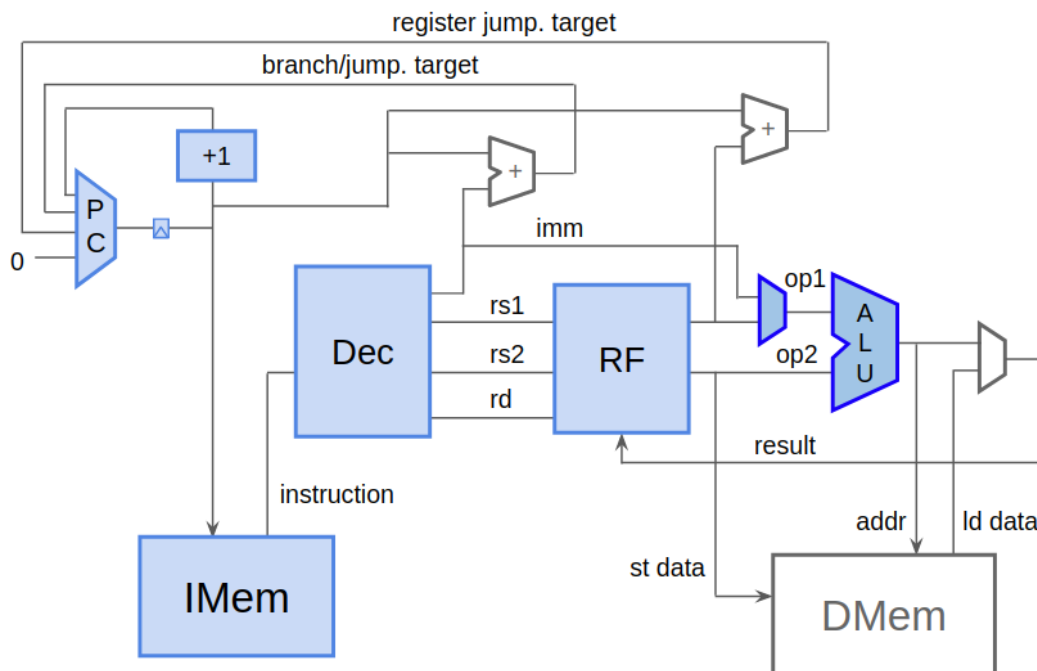 register jump. target
branch/jump. target
+1
+
+
P
C
0
imm
op1
rs1
A
Dec
rs2
RF
L
op2
U
rd
result
instruction
addr
ld data
st data
IMem
DMem